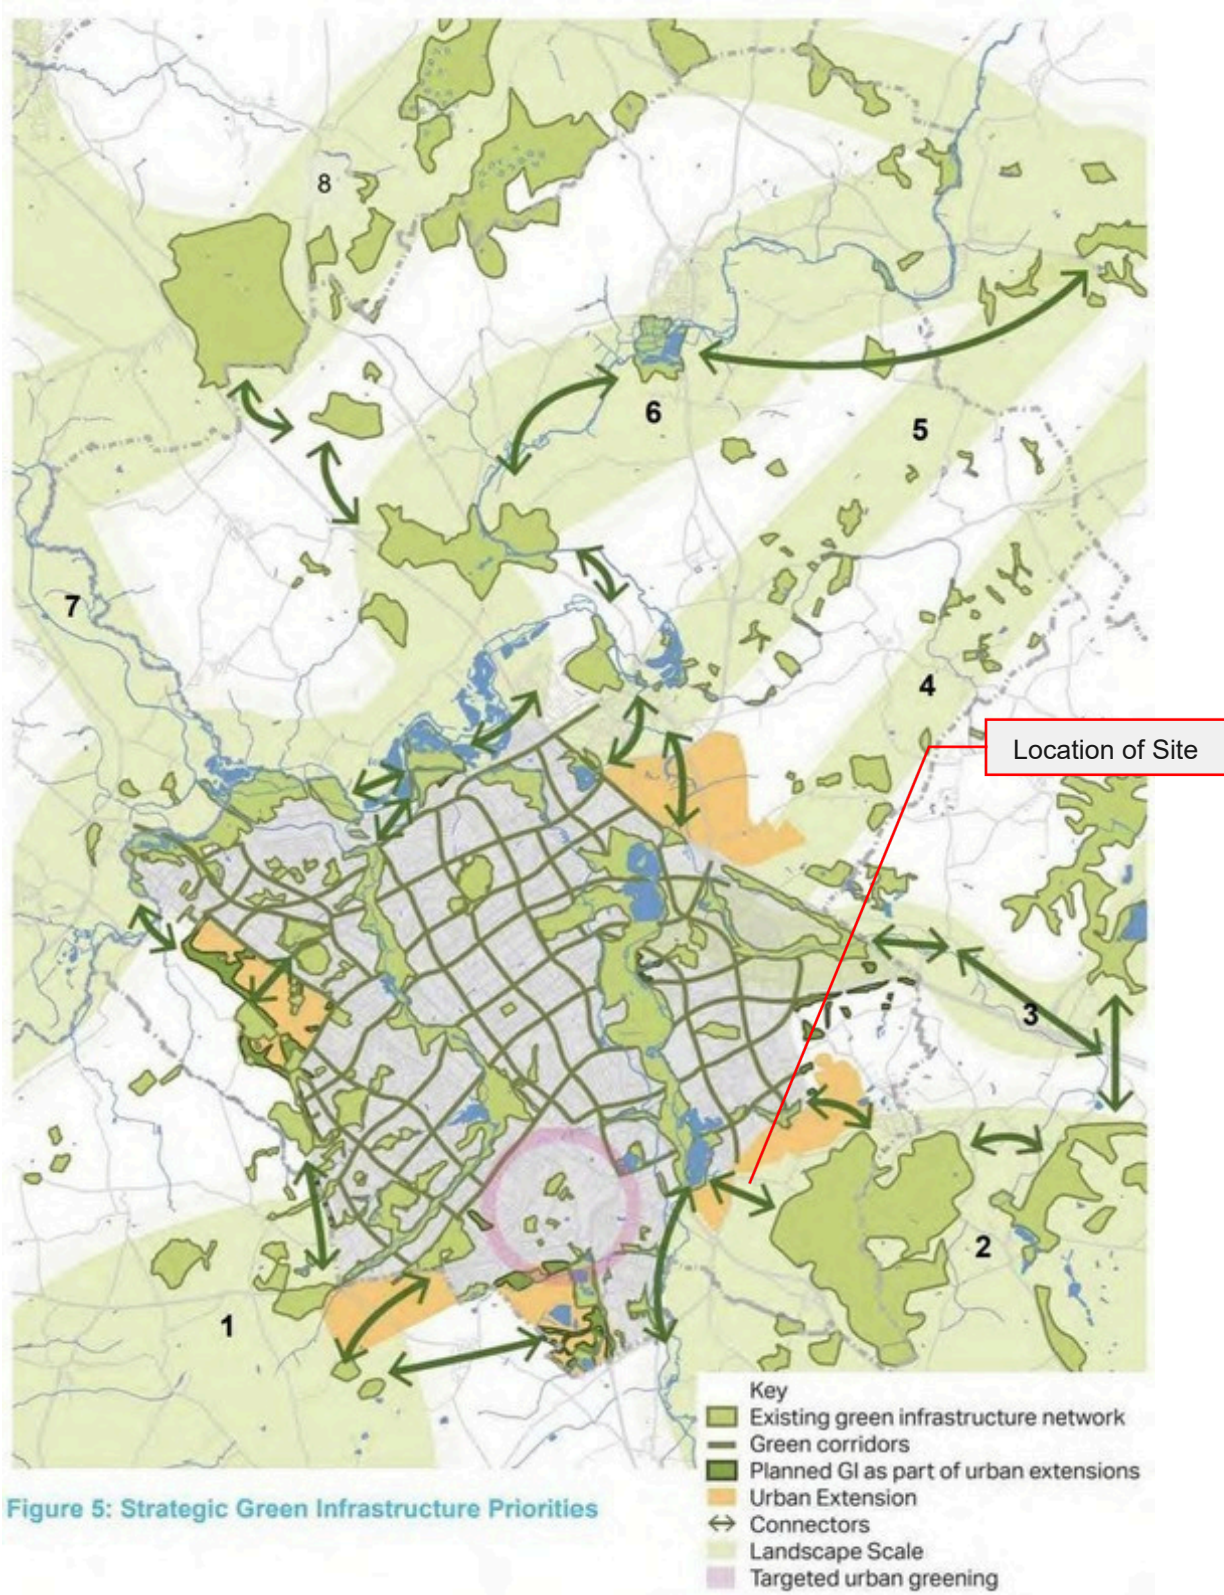 8
6
5
7
4
Location of Site
3
2
1
Key
Existing green infrastructure network
Green corridors
Planned GI as part of urban extensions
Urban Extension
Connectors
Landscape Scale
Targeted urban greening
Figure 5: Strategic Green Infrastructure Priorities